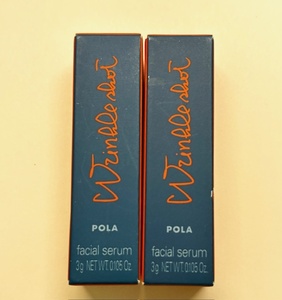 Wrinkle shot
POLA
facial serum
3g NET WT.0.105 Oz.
Wrinkle shot
POLA
facial serum
3g NET WT.0.105 Oz.